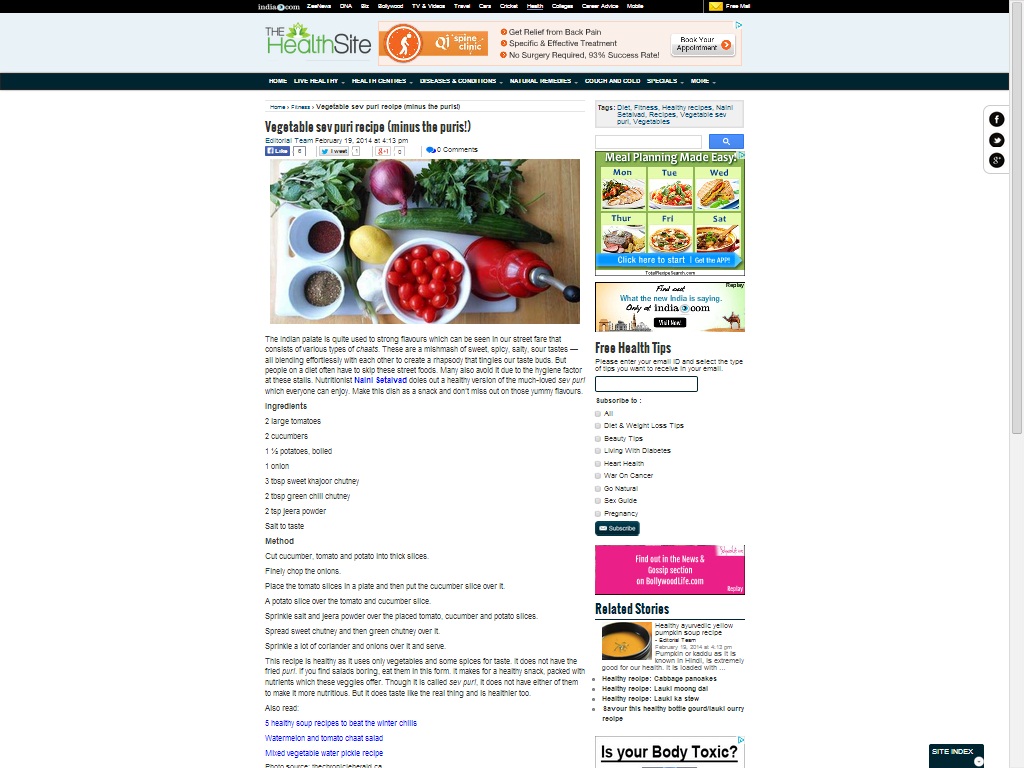 india.com ZeeNews DNA Biz Bollywood TV & Videos Travel Cars Cricket Health Colleges Career Advice Mobile Free Mail
THE HealthSite
Qi spine clinic
Get Relief from Back Pain
Specific & Effective Treatment
No Surgery Required, 93% Success Rate!
Book Your Appointment
HOME LIVE HEALTHY HEALTH CENTRES DISEASES & CONDITIONS NATURAL REMEDIES COUGH AND COLD SPECIALS MORE
Home › Fitness › Vegetable sev puri recipe (minus the puris!)
Vegetable sev puri recipe (minus the puris!)
Editorial Team February 19, 2014 at 4:13 pm
Like 6 Tweet 1 +1 0 0 Comments
The Indian palate is quite used to strong flavours which can be seen in our street fare that
consists of various types of chaats. These are a mishmash of sweet, spicy, salty, sour tastes —
all blending effortlessly with each other to create a rhapsody that tingles our taste buds. But
people on a diet often have to skip these street foods. Many also avoid it due to the hygiene factor
at these stalls. Nutritionist Naini Setalvad doles out a healthy version of the much-loved sev puri
which everyone can enjoy. Make this dish as a snack and don't miss out on those yummy flavours.
Ingredients
2 large tomatoes
2 cucumbers
1 ½ potatoes, boiled
1 onion
3 tbsp sweet khajoor chutney
2 tbsp green chili chutney
2 tsp jeera powder
Salt to taste
Method
Cut cucumber, tomato and potato into thick slices.
Finely chop the onions.
Place the tomato slices in a plate and then put the cucumber slice over it.
A potato slice over the tomato and cucumber slice.
Sprinkle salt and jeera powder over the placed tomato, cucumber and potato slices.
Spread sweet chutney and then green chutney over it.
Sprinkle a lot of coriander and onions over it and serve.
This recipe is healthy as it uses only vegetables and some spices for taste. It does not have the
fried puri. If you find salads boring, eat them in this form. It makes for a healthy snack, packed with
nutrients which these veggies offer. Though it is called sev puri, it does not have either of them
to make it more nutritious. But it does taste like the real thing and is healthier too.
Also read:
5 healthy soup recipes to beat the winter chills
Watermelon and tomato chaat salad
Mixed vegetable water pickle recipe
Photo source: thechronicleherald.ca
Tags: Diet, Fitness, Healthy recipes, Naini
Setalvad, Recipes, Vegetable sev
puri, Vegetables
Meal Planning Made Easy!
Mon Tue Wed
Thur Fri Sat
Click here to start | Get the APP!
TotalRecipeSearch.com
Find out Replay
What the new India is saying.
Only at india.com
Visit Now
Free Health Tips
Please enter your email ID and select the type
of tips you want to receive in your email.
Subscribe to :
All
Diet & Weight Loss Tips
Beauty Tips
Living With Diabetes
Heart Health
War On Cancer
Go Natural
Sex Guide
Pregnancy
Subscribe
Find out in the News &
Gossip section
on BollywoodLife.com
Replay
Related Stories
Healthy ayurvedic yellow
pumpkin soup recipe
- Editorial Team
February 19, 2014 at 4:13 pm
Pumpkin or kaddu as it is
known in Hindi, is extremely
good for our health. It is loaded with ...
Healthy recipe: Cabbage pancakes
Healthy recipe: Lauki moong dal
Healthy recipe: Lauki ka stew
Savour this healthy bottle gourd/lauki curry
recipe
Is your Body Toxic?
SITE INDEX